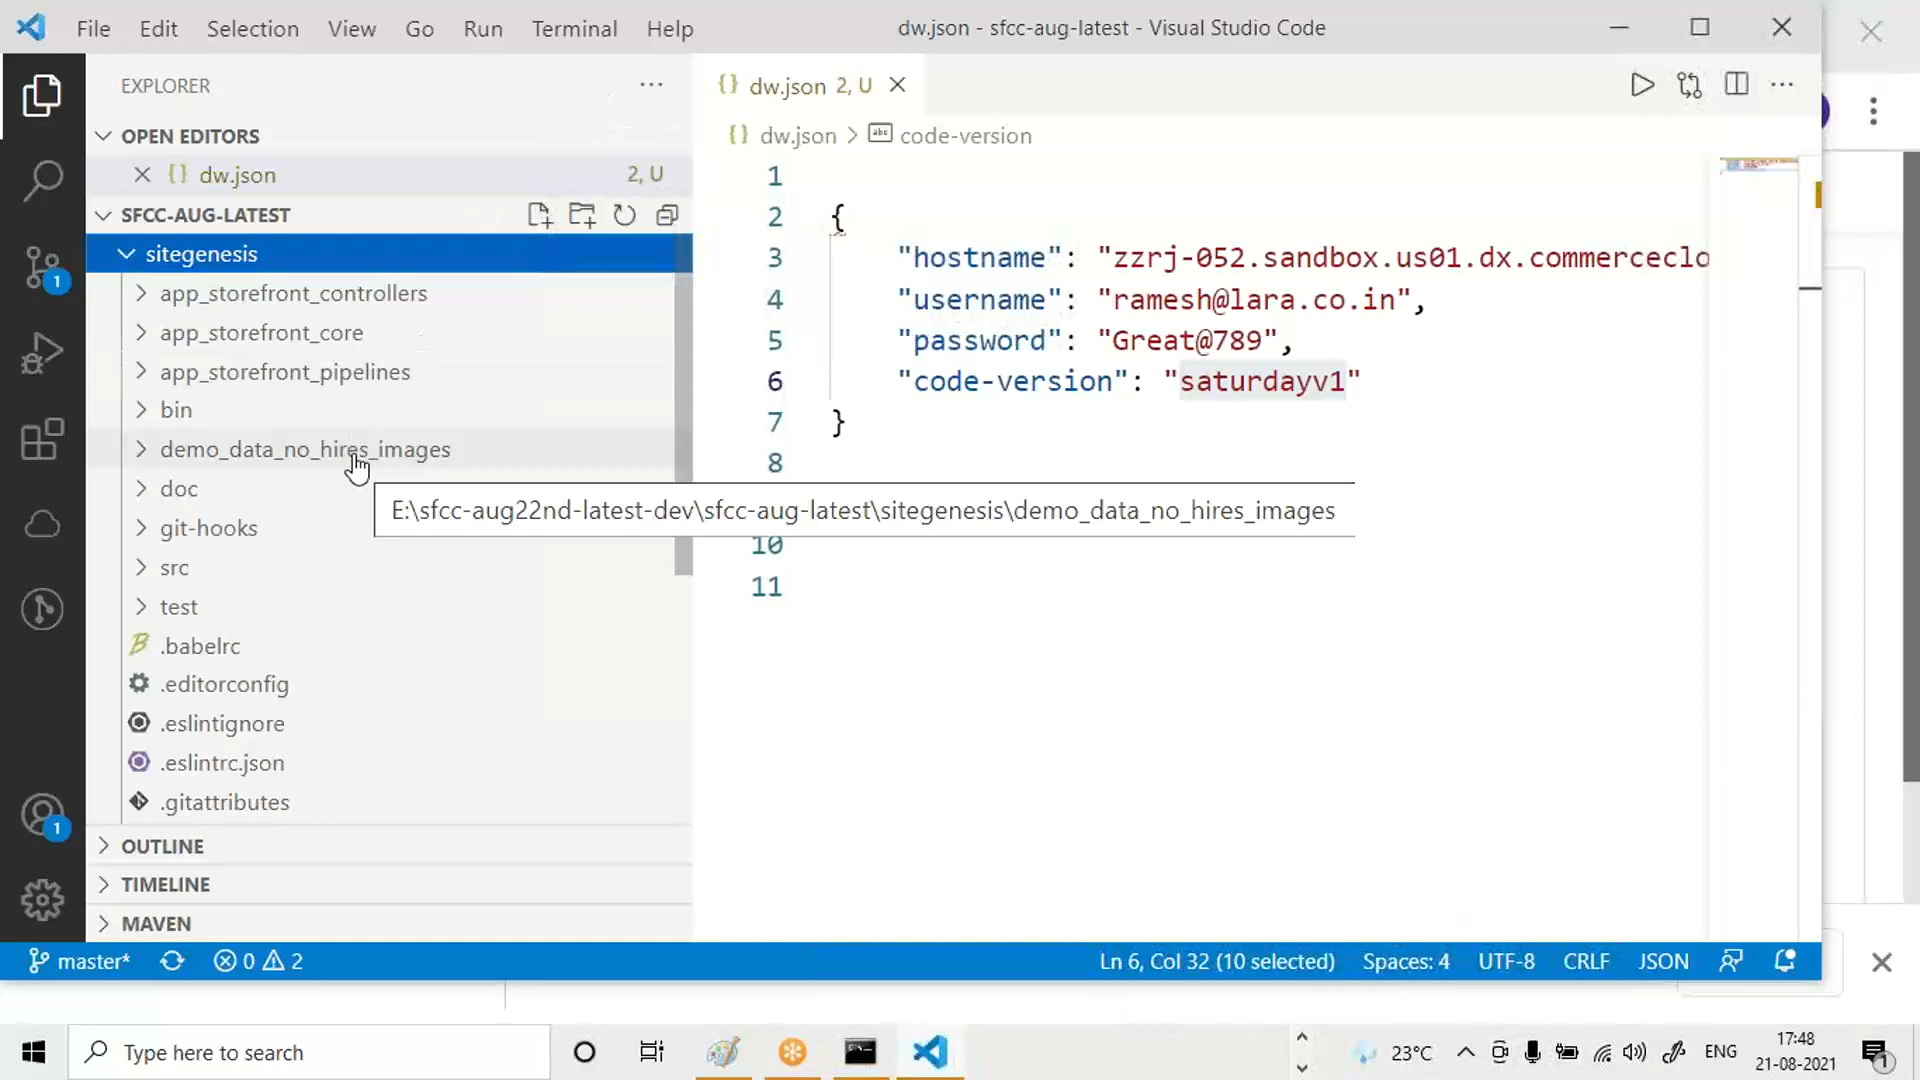 File Edit Selection View Go Run Terminal Help
dw.json - sfcc-aug-latest - Visual Studio Code
EXPLORER
OPEN EDITORS
dw.json 2, U
SFCC-AUG-LATEST
sitegenesis
app_storefront_controllers
app_storefront_core
app_storefront_pipelines
bin
demo_data_no_hires_images
doc
git-hooks
src
test
.babelrc
.editorconfig
.eslintignore
.eslintrc.json
.gitattributes
OUTLINE
TIMELINE
MAVEN
1
1
dw.json 2, U
dw.json > code-version
1
2 {
3 "hostname": "zzrj-052.sandbox.us01.dx.commerceclo
4 "username": "ramesh@lara.co.in",
5 "password": "Great@789",
6 "code-version": "saturdayv1"
7 }
8
E:\sfcc-aug22nd-latest-dev\sfcc-aug-latest\sitegenesis\demo_data_no_hires_images
10
11
master* 0 2 Ln 6, Col 32 (10 selected) Spaces: 4 UTF-8 CRLF JSON
Type here to search
23°C ENG
17:48
21-08-2021
1